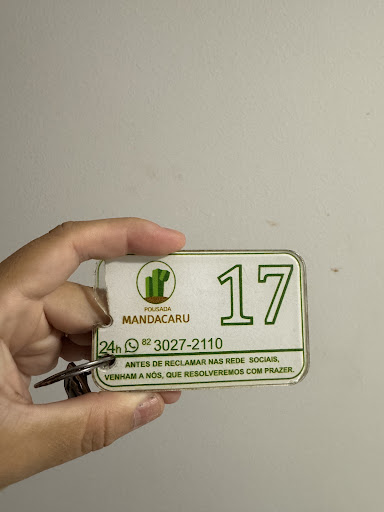 17
POUSADA
MANDACARU
24h 82 3027-2110
ANTES DE RECLAMAR NAS REDE SOCIAIS,
VENHAM A NÓS, QUE RESOLVEREMOS COM PRAZER.